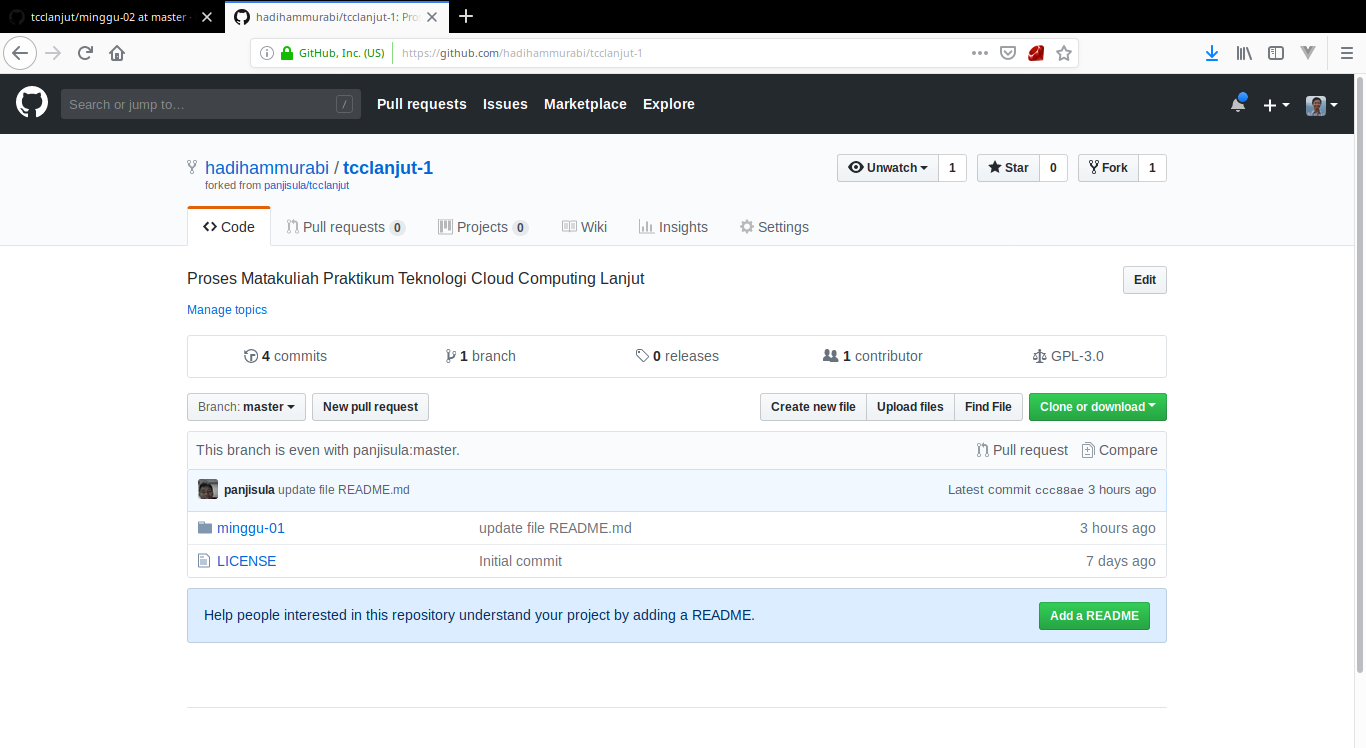 tcclanjut/minggu-02 at master
hadihammurabi/tcclanjut-1: Pro
GitHub, Inc. (US) https://github.com/hadihammurabi/tcclanjut-1
Search or jump to… / Pull requests Issues Marketplace Explore
hadihammurabi / tcclanjut-1 Unwatch 1 Star 0 Fork 1
forked from panjisula/tcclanjut
Code Pull requests 0 Projects 0 Wiki Insights Settings
Proses Matakuliah Praktikum Teknologi Cloud Computing Lanjut Edit
Manage topics
4 commits 1 branch 0 releases 1 contributor GPL-3.0
Branch: master New pull request Create new file Upload files Find File Clone or download
This branch is even with panjisula:master. Pull request Compare
panjisula update file README.md Latest commit ccc88ae 3 hours ago
minggu-01 update file README.md 3 hours ago
LICENSE Initial commit 7 days ago
Help people interested in this repository understand your project by adding a README. Add a README